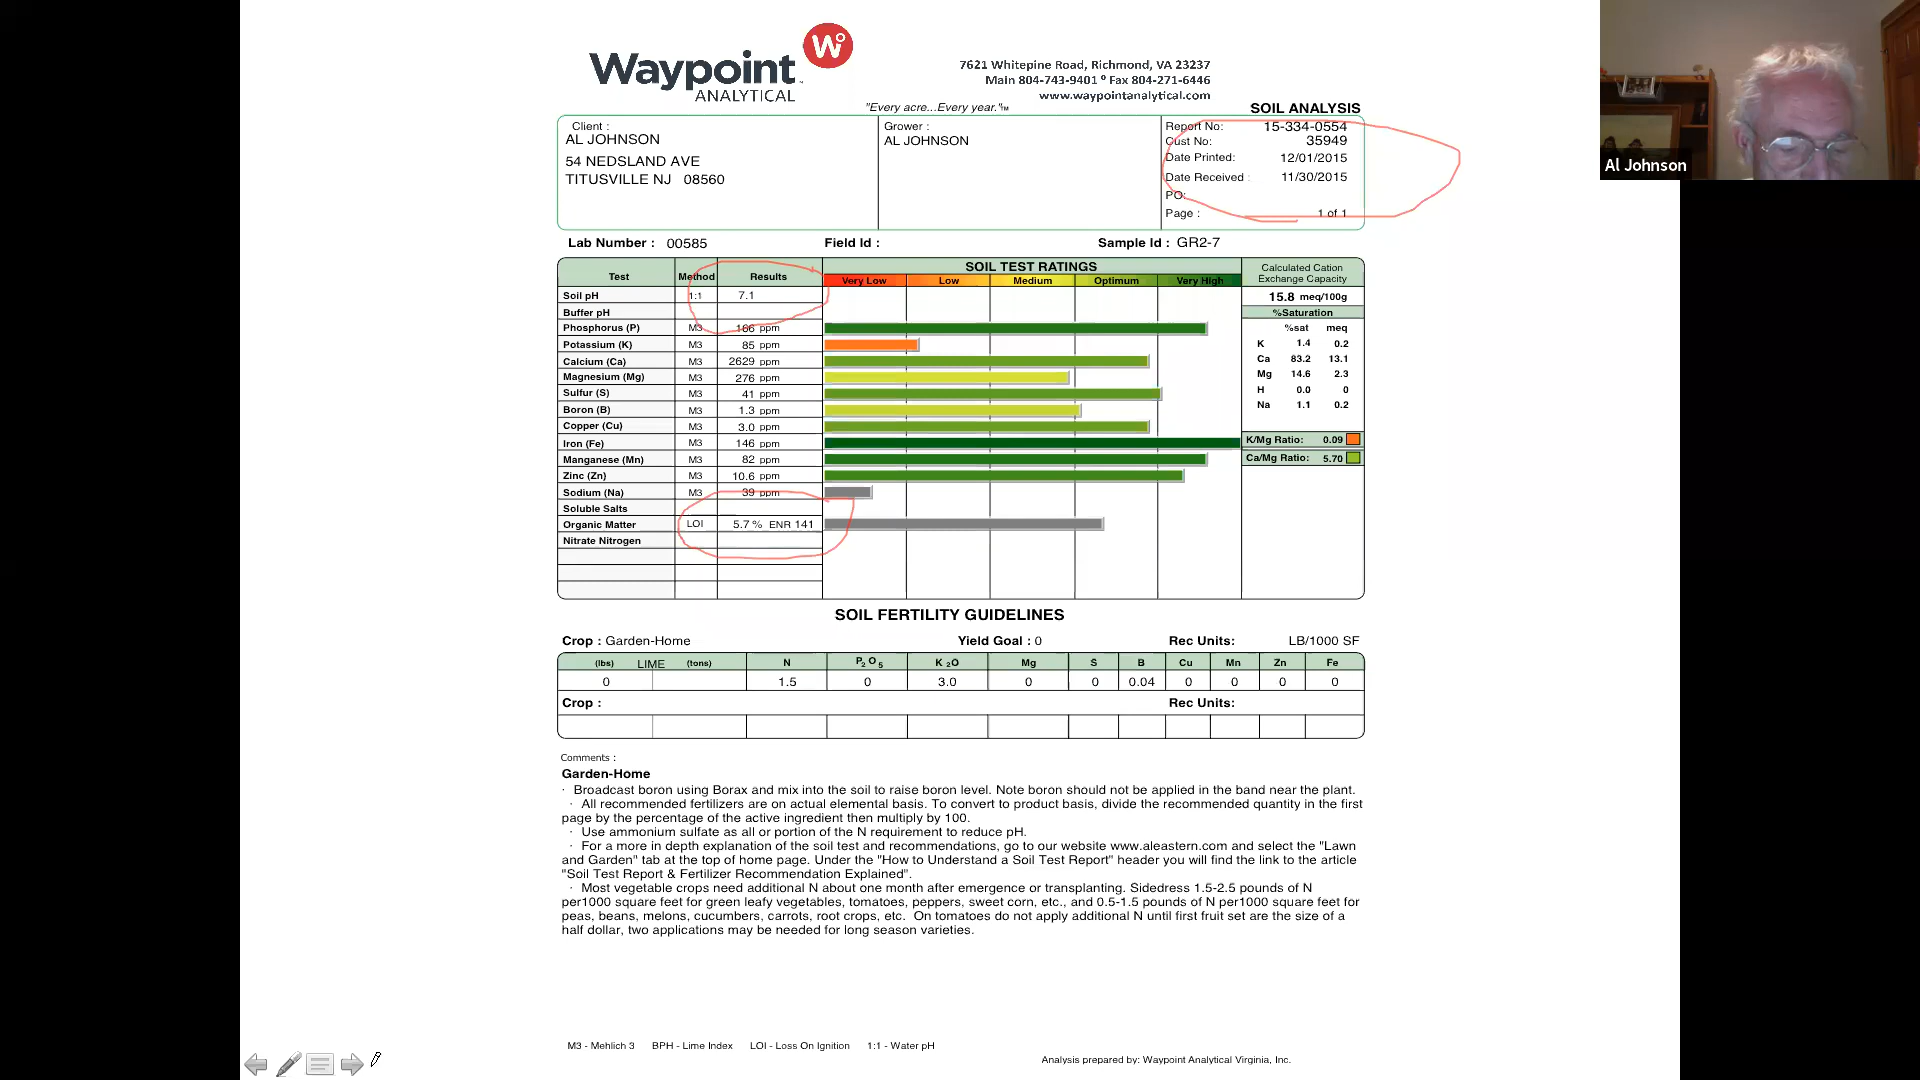 Waypoint
ANALYTICAL
W
7621 Whitepine Road, Richmond, VA 23237
Main 804-743-9401 ° Fax 804-271-6446
www.waypointanalytical.com
"Every acre...Every year."™
SOIL ANALYSIS
Client :
AL JOHNSON
54 NEDSLAND AVE
TITUSVILLE NJ 08560
Grower :
AL JOHNSON
Report No: 15-334-0554
Cust No: 35949
Date Printed: 12/01/2015
Date Received : 11/30/2015
PO:
Page : 1 of 1
Al Johnson
Lab Number : 00585 Field Id : Sample Id : GR2-7
Test Method Results SOIL TEST RATINGS
Very Low Low Medium Optimum Very High
Calculated Cation
Exchange Capacity
15.8 meq/100g
%Saturation
%sat meq
K 1.4 0.2
Ca 83.2 13.1
Mg 14.6 2.3
H 0.0 0
Na 1.1 0.2
K/Mg Ratio: 0.09
Ca/Mg Ratio: 5.70
Soil pH 1:1 7.1
Buffer pH
Phosphorus (P) M3 166 ppm
Potassium (K) M3 85 ppm
Calcium (Ca) M3 2629 ppm
Magnesium (Mg) M3 276 ppm
Sulfur (S) M3 41 ppm
Boron (B) M3 1.3 ppm
Copper (Cu) M3 3.0 ppm
Iron (Fe) M3 146 ppm
Manganese (Mn) M3 82 ppm
Zinc (Zn) M3 10.6 ppm
Sodium (Na) M3 39 ppm
Soluble Salts
Organic Matter LOI 5.7 % ENR 141
Nitrate Nitrogen
SOIL FERTILITY GUIDELINES
Crop : Garden-Home Yield Goal : 0 Rec Units: LB/1000 SF
(lbs) LIME (tons) N P2O5 K2O Mg S B Cu Mn Zn Fe
0 1.5 0 3.0 0 0 0.04 0 0 0 0
Crop : Rec Units:
Comments :
Garden-Home
· Broadcast boron using Borax and mix into the soil to raise boron level. Note boron should not be applied in the band near the plant.
· All recommended fertilizers are on actual elemental basis. To convert to product basis, divide the recommended quantity in the first
page by the percentage of the active ingredient then multiply by 100.
· Use ammonium sulfate as all or portion of the N requirement to reduce pH.
· For a more in depth explanation of the soil test and recommendations, go to our website www.aleastern.com and select the "Lawn
and Garden" tab at the top of home page. Under the "How to Understand a Soil Test Report" header you will find the link to the article
"Soil Test Report & Fertilizer Recommendation Explained".
· Most vegetable crops need additional N about one month after emergence or transplanting. Sidedress 1.5-2.5 pounds of N
per1000 square feet for green leafy vegetables, tomatoes, peppers, sweet corn, etc., and 0.5-1.5 pounds of N per1000 square feet for
peas, beans, melons, cucumbers, carrots, root crops, etc. On tomatoes do not apply additional N until first fruit set are the size of a
half dollar, two applications may be needed for long season varieties.
M3 - Mehlich 3 BPH - Lime Index LOI - Loss On Ignition 1:1 - Water pH
Analysis prepared by: Waypoint Analytical Virginia, Inc.